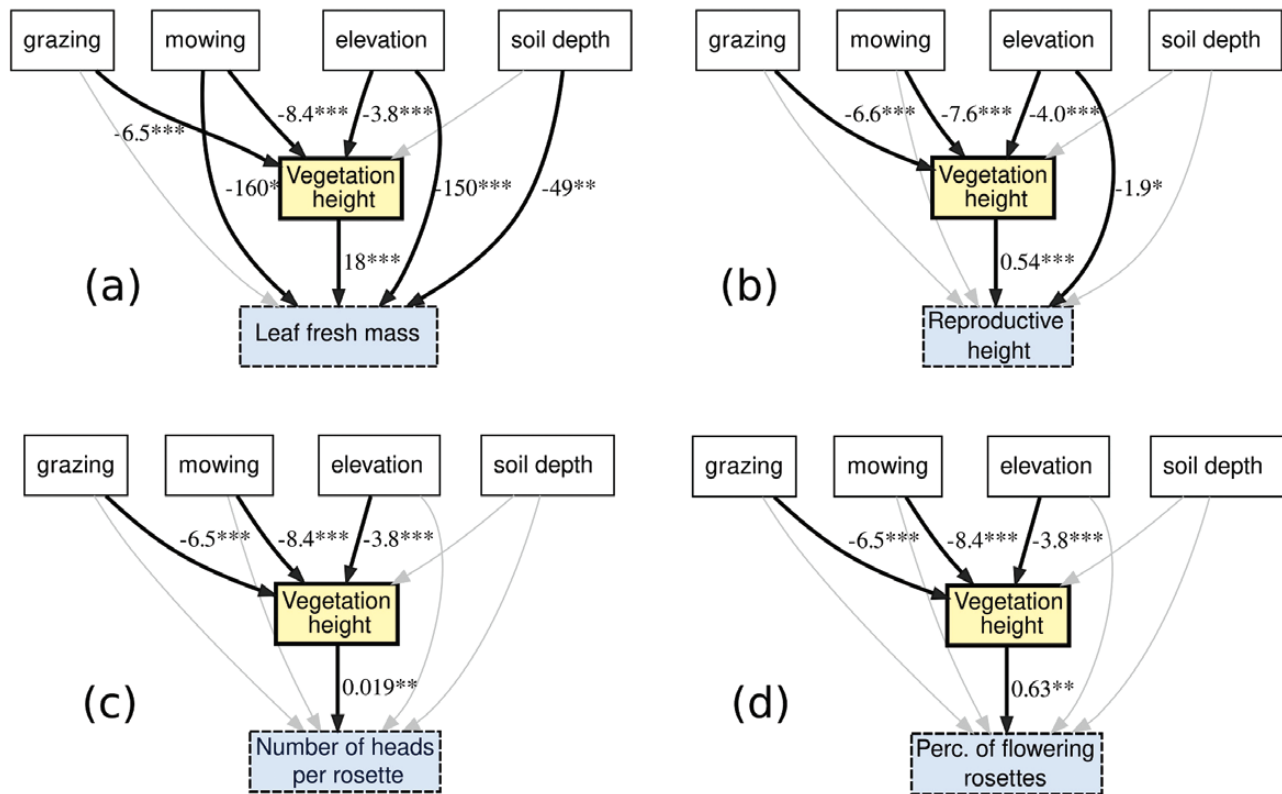 grazing
mowing
elevation
soil depth
-6.5***
-8.4***
-3.8***
Vegetation
height
-160*
-150***
-49**
18***
(a)
Leaf fresh mass
grazing
mowing
elevation
soil depth
-6.6***
-7.6***
-4.0***
Vegetation
height
-1.9*
0.54***
(b)
Reproductive
height
grazing
mowing
elevation
soil depth
-6.5***
-8.4***
-3.8***
Vegetation
height
0.019**
(c)
Number of heads
per rosette
grazing
mowing
elevation
soil depth
-6.5***
-8.4***
-3.8***
Vegetation
height
0.63**
(d)
Perc. of flowering
rosettes